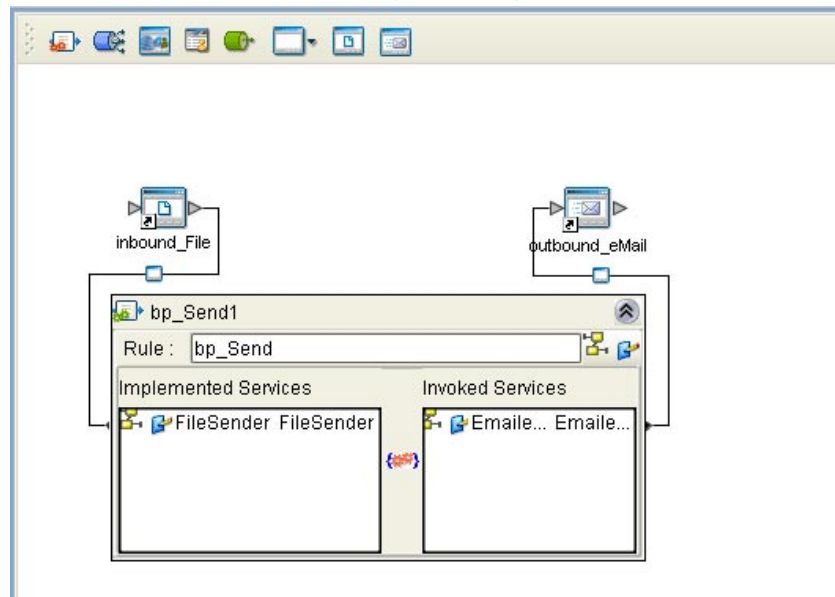 inbound_File
outbound_eMail
bp_Send1
Rule : bp_Send
Implemented Services
Invoked Services
FileSender FileSender
Emaile... Emaile...